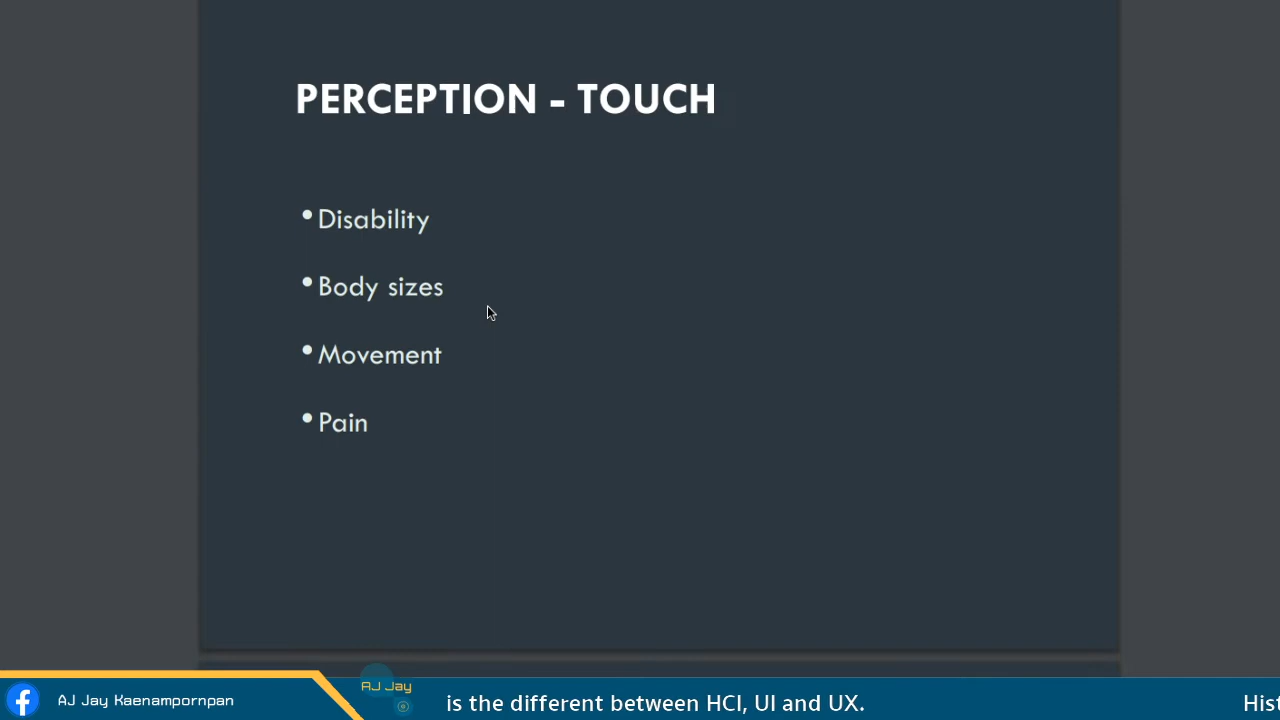 PERCEPTION - TOUCH
• Disability
• Body sizes
• Movement
• Pain
AJ Jay Kaenampornpan
AJ Jay
is the different between HCI, UI and UX.
Hist